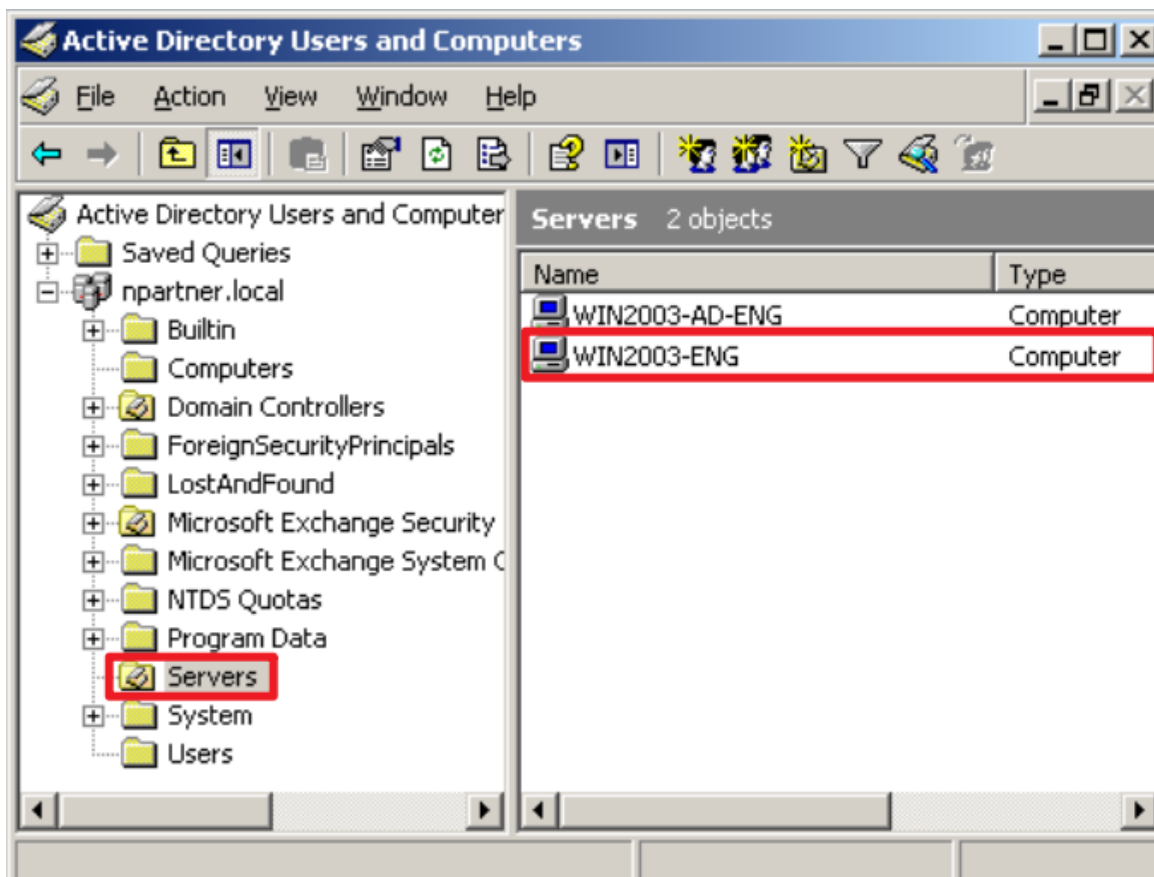 Active Directory Users and Computers
File Action View Window Help
Active Directory Users and Computer
Saved Queries
npartner.local
Builtin
Computers
Domain Controllers
ForeignSecurityPrincipals
LostAndFound
Microsoft Exchange Security
Microsoft Exchange System
NTDS Quotas
Program Data
Servers
System
Users
Servers 2 objects
Name Type
WIN2003-AD-ENG Computer
WIN2003-ENG Computer